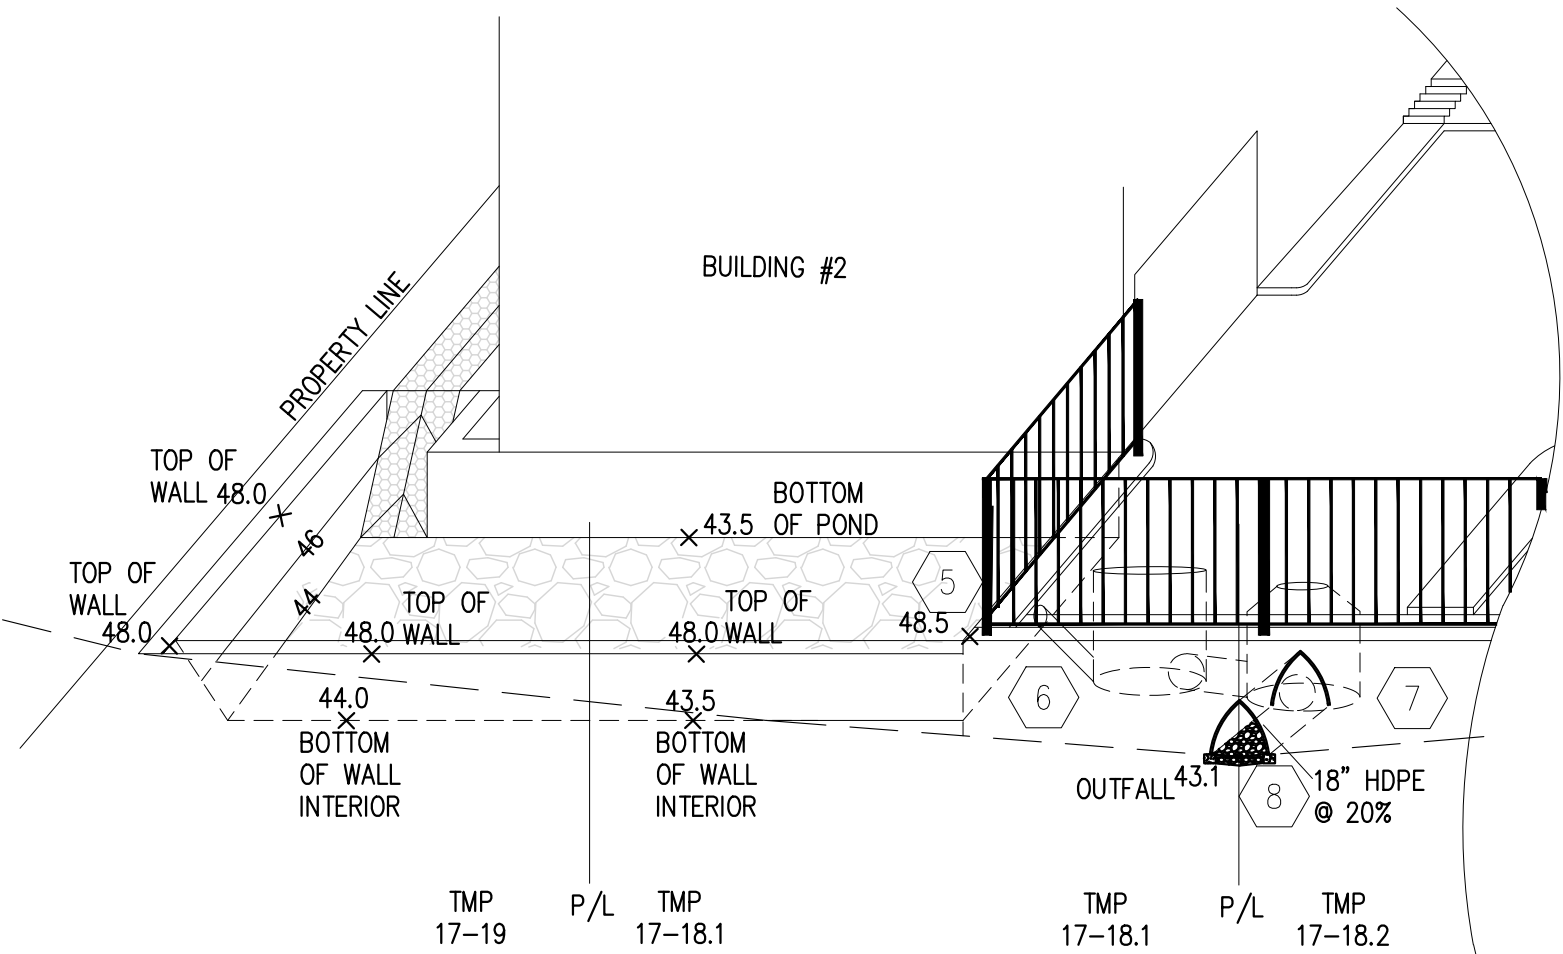 BUILDING #2
PROPERTY LINE
TOP OF
WALL 48.0
46
44
TOP OF
WALL
48.0
BOTTOM
43.5 OF POND
5
TOP OF
48.0 WALL
TOP OF
48.0 WALL
48.5
44.0
BOTTOM
OF WALL
INTERIOR
43.5
BOTTOM
OF WALL
INTERIOR
6
7
OUTFALL 43.1
8
18" HDPE
@ 20%
TMP
17-19
P/L
TMP
17-18.1
TMP
17-18.1
P/L
TMP
17-18.2